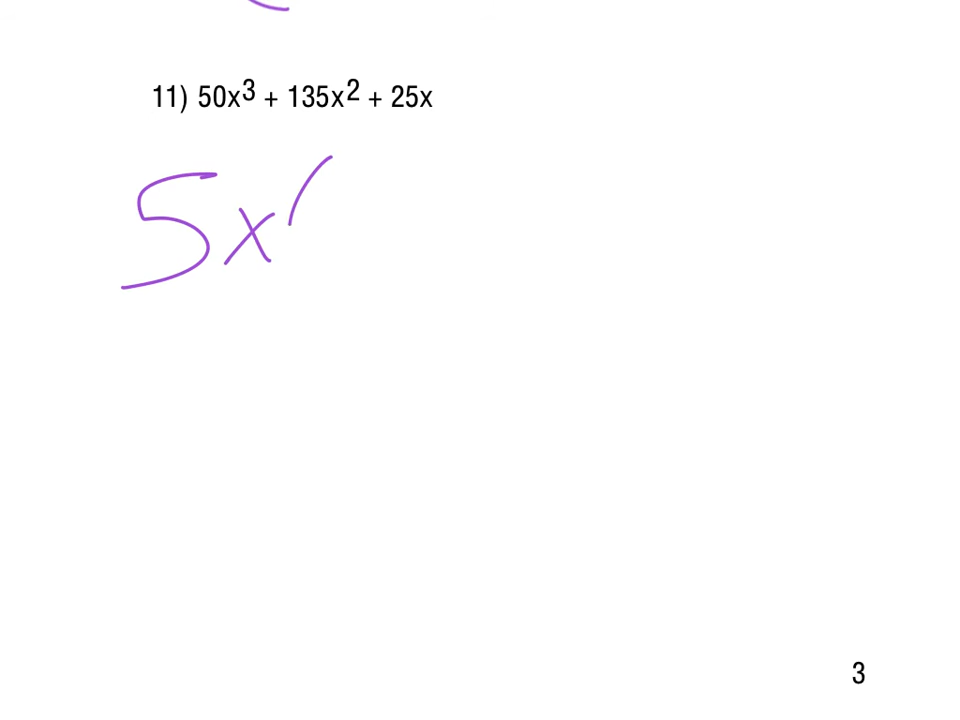 11) 50x³ + 135x² + 25x
5x(
3